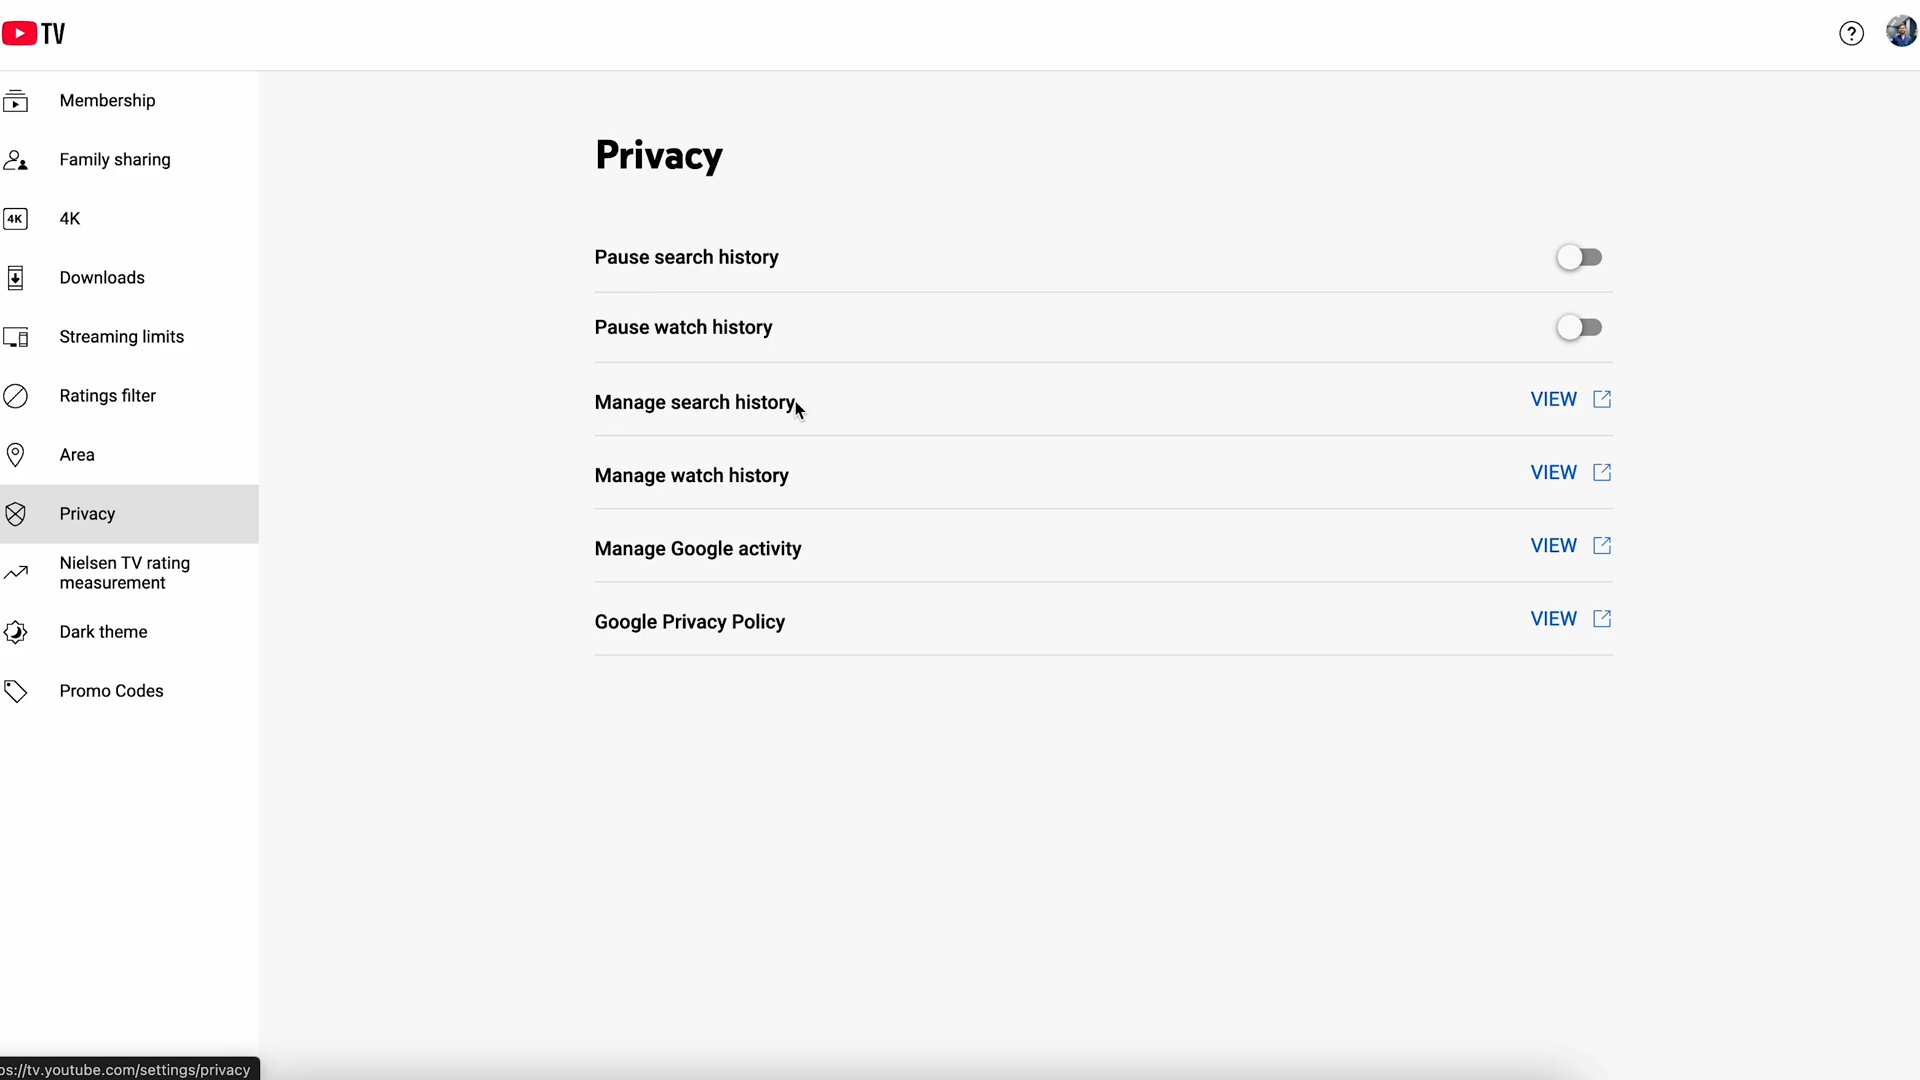 TV
?
Membership
Family sharing
4K
4K
Downloads
Streaming limits
Ratings filter
Area
Privacy
Nielsen TV rating
measurement
Dark theme
Promo Codes
Privacy
Pause search history
Pause watch history
Manage search history
VIEW
Manage watch history
VIEW
Manage Google activity
VIEW
Google Privacy Policy
VIEW
ps://tv.youtube.com/settings/privacy